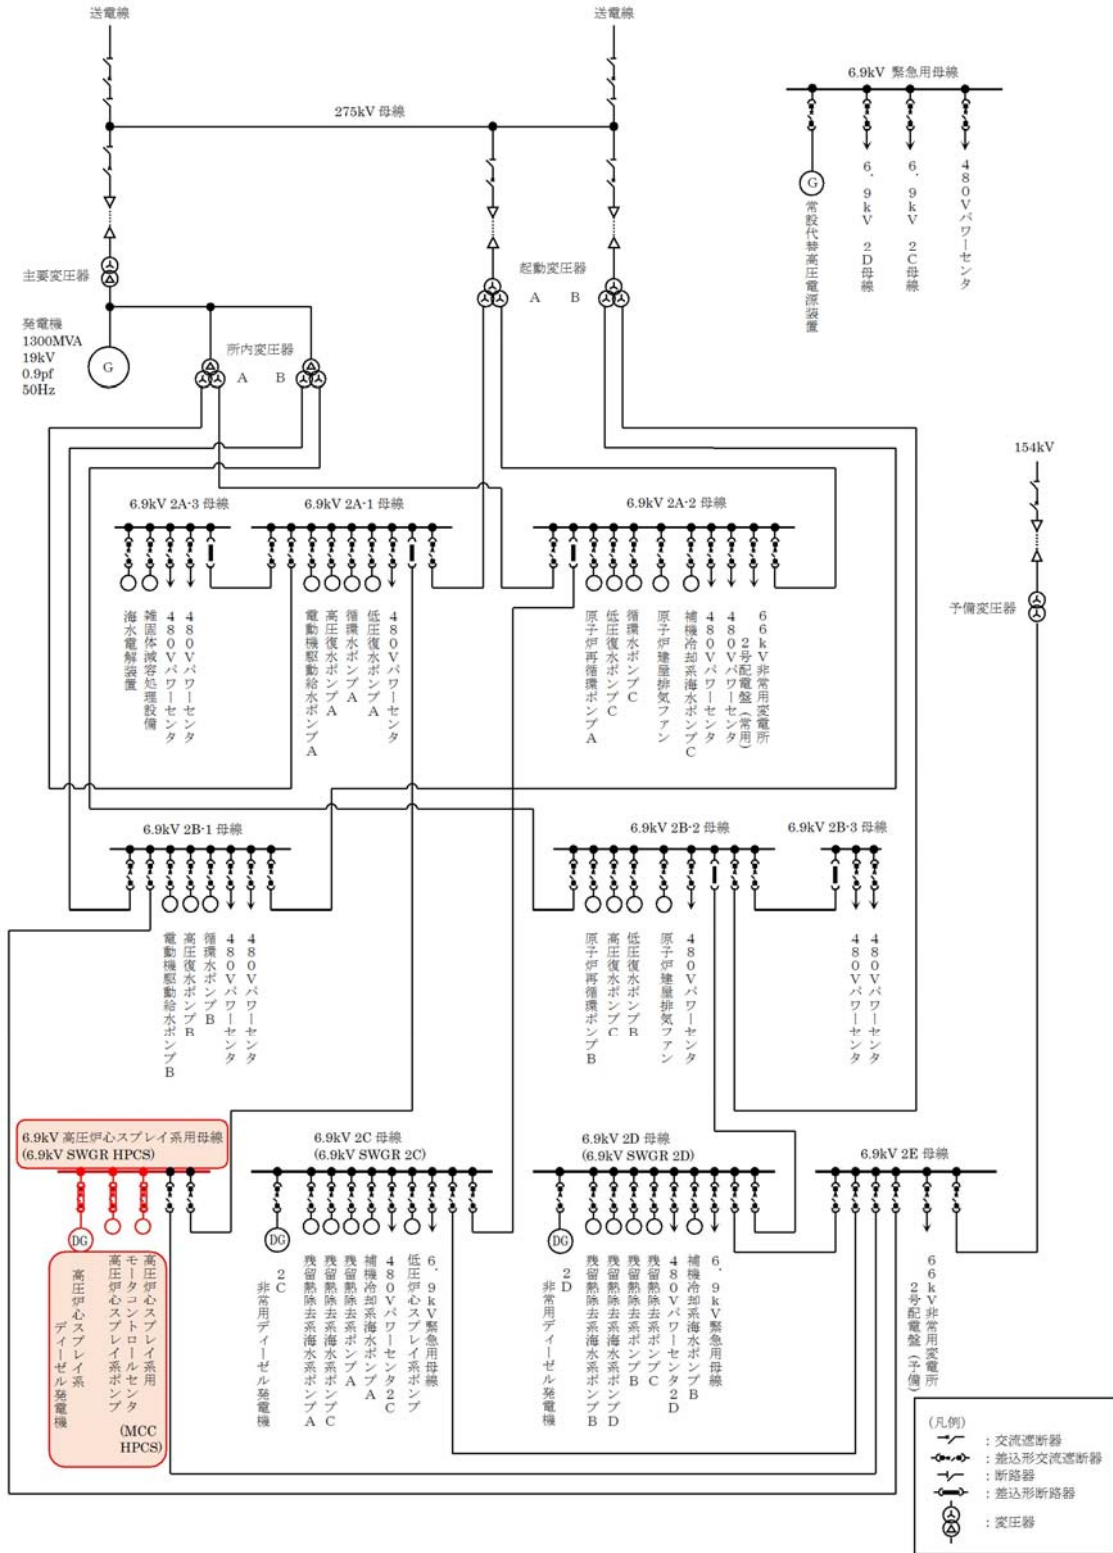 送電線
送電線
6.9kV 緊急用母線
275kV 母線
G
常設代替高圧電源装置
6.9kV 2D母線
6.9kV 2C母線
480Vパワーセンタ
主要変圧器
起動変圧器
A
B
発電機
1300MVA
19kV
0.9pf
50Hz
G
所内変圧器
A
B
154kV
予備変圧器
6.9kV 2A-3 母線
海水電解装置
雑固体減容処理設備
480Vパワーセンタ
480Vパワーセンタ
6.9kV 2A-1 母線
電動機駆動給水ポンプA
高圧復水ポンプA
循環水ポンプA
低圧復水ポンプA
480Vパワーセンタ
6.9kV 2A-2 母線
原子炉再循環ポンプA
低圧復水ポンプC
循環水ポンプC
原子炉建屋排気ファン
補機冷却系海水ポンプC
480Vパワーセンタ
480Vパワーセンタ
66kV非常用変電所
2号配電盤(常用)
6.9kV 2B-1 母線
電動機駆動給水ポンプB
高圧復水ポンプB
循環水ポンプB
480Vパワーセンタ
480Vパワーセンタ
6.9kV 2B-2 母線
原子炉再循環ポンプB
高圧復水ポンプC
低圧復水ポンプB
原子炉建屋排気ファン
480Vパワーセンタ
6.9kV 2B-3 母線
480Vパワーセンタ
480Vパワーセンタ
6.9kV 高圧炉心スプレイ系用母線
(6.9kV SWGR HPCS)
DG
高圧炉心スプレイ系
ディーゼル発電機
高圧炉心スプレイ系ポンプ
高圧炉心スプレイ系用
モータコントロールセンタ
(MCC
HPCS)
6.9kV 2C 母線
(6.9kV SWGR 2C)
DG
2C
非常用ディーゼル発電機
残留熱除去系海水系ポンプA
残留熱除去系海水系ポンプC
残留熱除去系ポンプA
補機冷却系海水ポンプA
480Vパワーセンタ2C
低圧炉心スプレイ系ポンプ
6.9kV緊急用母線
6.9kV 2D 母線
(6.9kV SWGR 2D)
DG
2D
非常用ディーゼル発電機
残留熱除去系海水系ポンプB
残留熱除去系海水系ポンプD
残留熱除去系ポンプB
残留熱除去系ポンプC
480Vパワーセンタ2D
補機冷却系海水ポンプB
6.9kV緊急用母線
6.9kV 2E 母線
66kV非常用変電所
2号配電盤(予備)
(凡例)
：交流遮断器
：差込形交流遮断器
：断路器
：差込形断路器
：変圧器